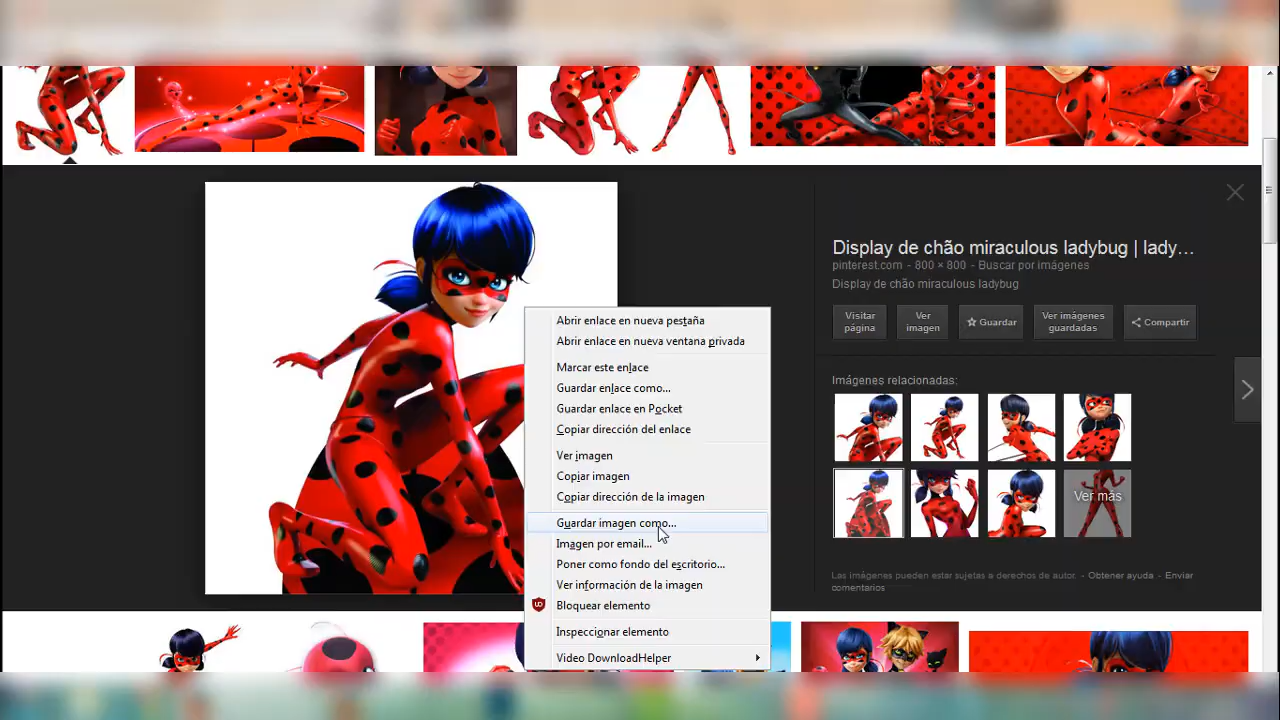 Display de chão miraculous ladybug | lady...
pinterest.com - 800 × 800 - Buscar por imágenes
Display de chão miraculous ladybug
Visitar página
Ver imagen
Guardar
Ver imágenes guardadas
Compartir
Imágenes relacionadas:
Ver más
Las imágenes pueden estar sujetas a derechos de autor. - Obtener ayuda - Enviar
comentarios
Abrir enlace en nueva pestaña
Abrir enlace en nueva ventana privada
Marcar este enlace
Guardar enlace como...
Guardar enlace en Pocket
Copiar dirección del enlace
Ver imagen
Copiar imagen
Copiar dirección de la imagen
Guardar imagen como...
Imagen por email...
Poner como fondo del escritorio...
Ver información de la imagen
Bloquear elemento
Inspeccionar elemento
Video DownloadHelper